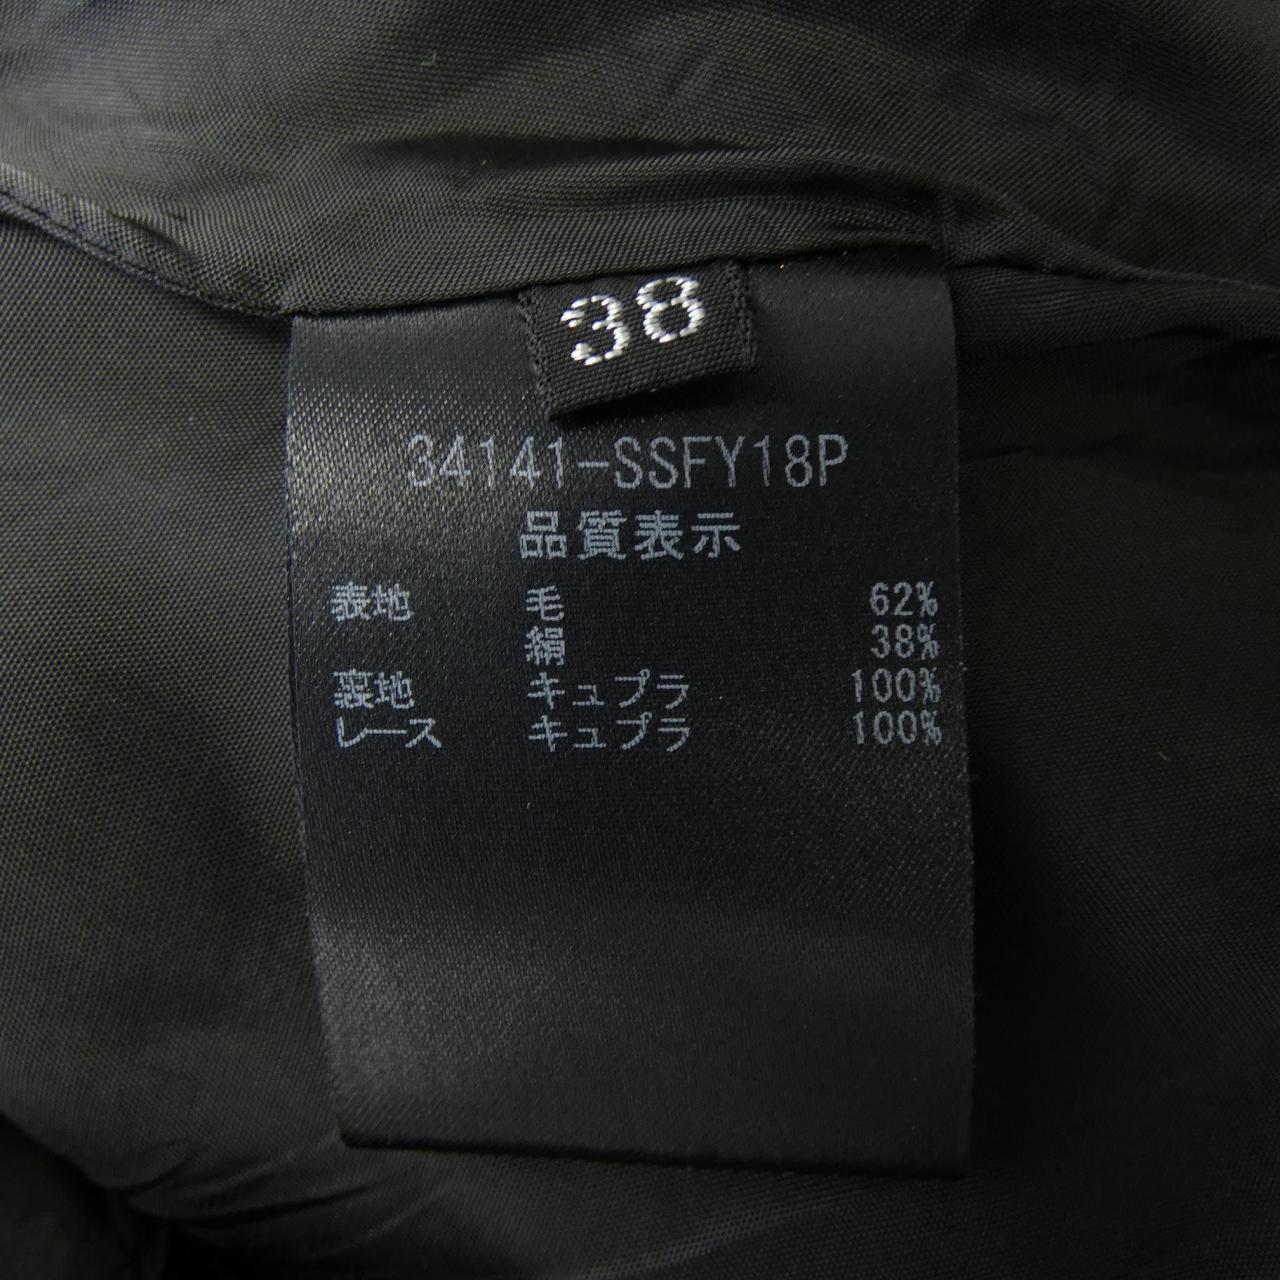 38
34141-SSFY18P
品質表示
表地 毛 62%
絹 38%
裏地 キュプラ 100%
レース キュプラ 100%